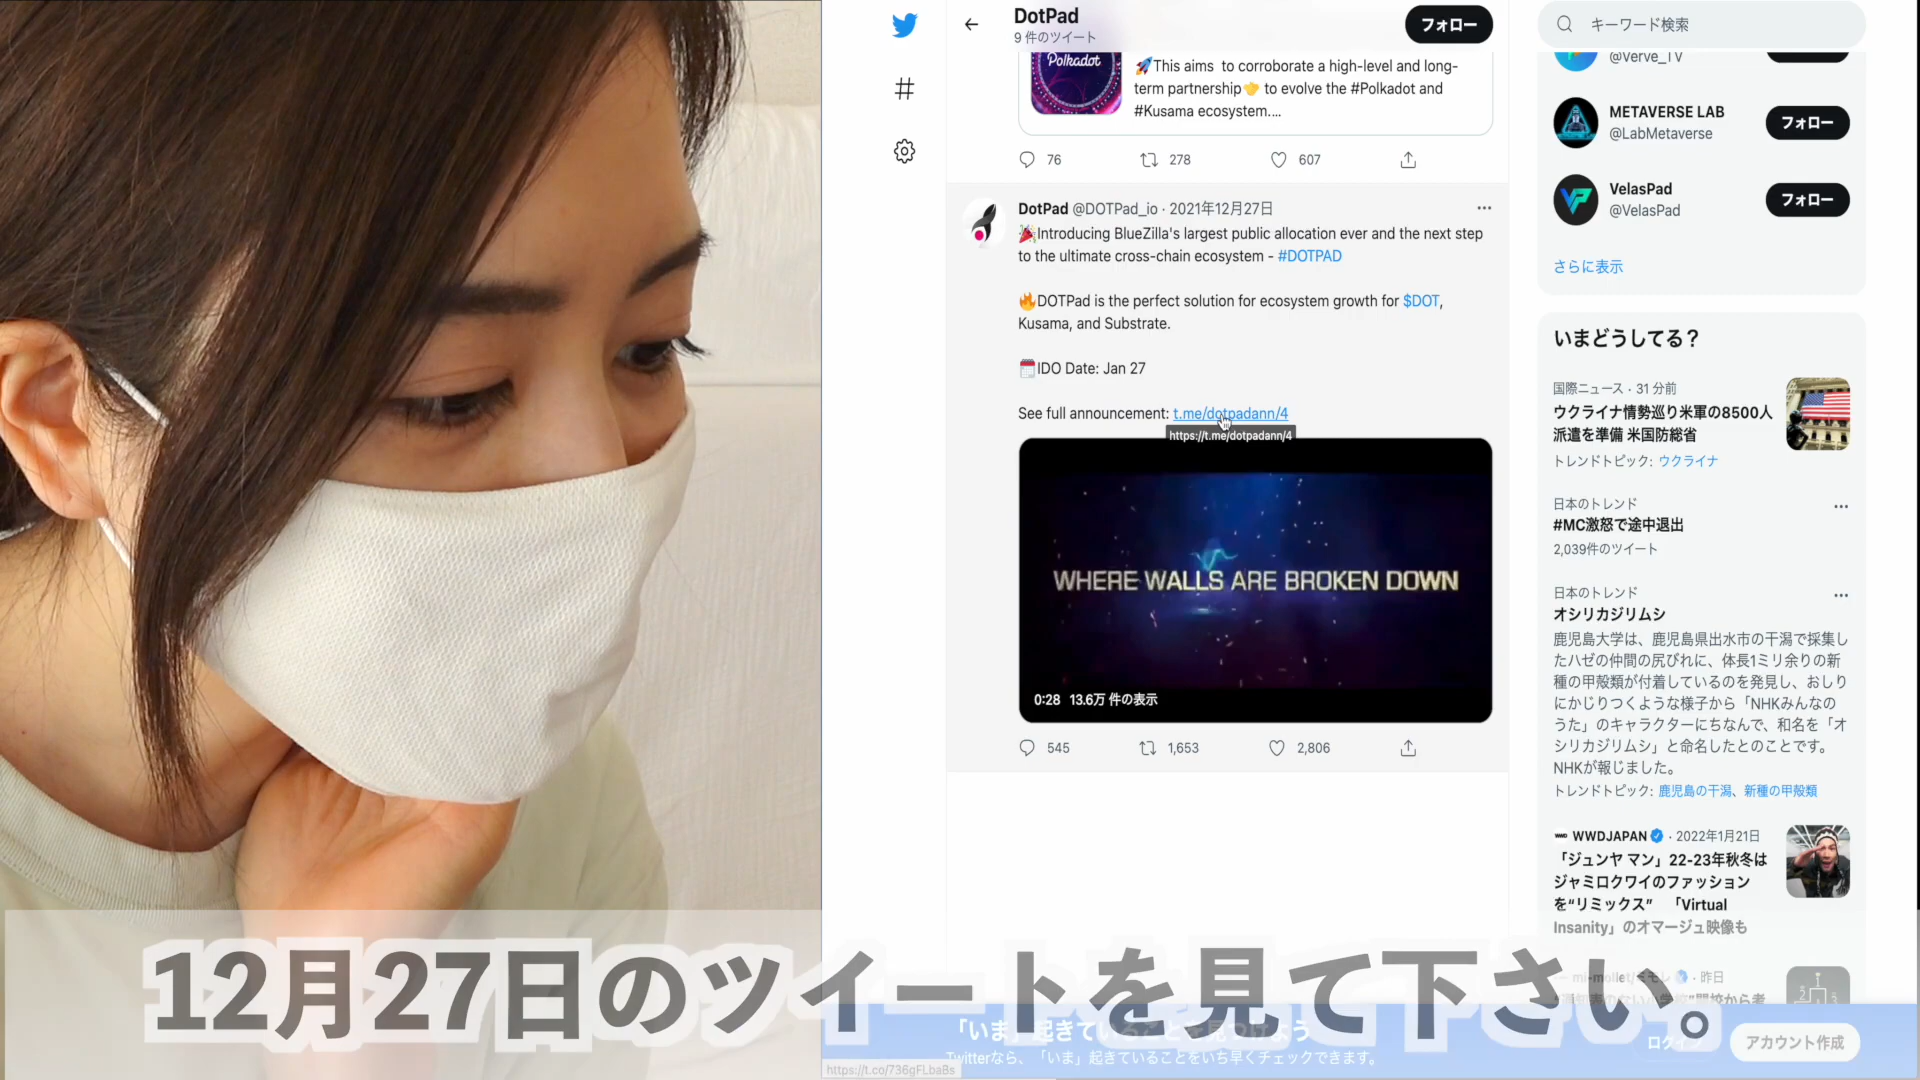 DotPad
9 件のツイート
フォロー
Polkadot
🚀This aims to corroborate a high-level and long-
term partnership🤝 to evolve the #Polkadot and
#Kusama ecosystem....
76
278
607
DotPad @DOTPad_io · 2021年12月27日
🎉Introducing BlueZilla's largest public allocation ever and the next step
to the ultimate cross-chain ecosystem - #DOTPAD
🔥DOTPad is the perfect solution for ecosystem growth for $DOT,
Kusama, and Substrate.
🗓IDO Date: Jan 27
See full announcement: t.me/dotpadann/4
https://t.me/dotpadann/4
WHERE WALLS ARE BROKEN DOWN
0:28 13.6万 件の表示
545
1,653
2,806
キーワード検索
@Verve_TV
METAVERSE LAB
@LabMetaverse
フォロー
VelasPad
@VelasPad
フォロー
さらに表示
いまどうしてる？
国際ニュース · 31 分前
ウクライナ情勢巡り米軍の8500人
派遣を準備 米国防総省
トレンドトピック: ウクライナ
日本のトレンド
#MC激怒で途中退出
2,039件のツイート
日本のトレンド
オシリカジリムシ
鹿児島大学は、鹿児島県出水市の干潟で採集し
たハゼの仲間の尻びれに、体長1ミリ余りの新
種の甲殻類が付着しているのを発見し、おしり
にかじりつくような様子から「NHKみんなの
うた」のキャラクターにちなんで、和名を「オ
シリカジリムシ」と命名したとのことです。
NHKが報じました。
トレンドトピック: 鹿児島の干潟、新種の甲殻類
WWDJAPAN · 2022年1月21日
「ジュンヤ マン」22-23年秋冬は
ジャミロクワイのファッション
を“リミックス” 「Virtual
Insanity」のオマージュ映像も
昨日
12月27日のツイートを見て下さい。
「いま」起きていることを見つけよう
Twitterなら、「いま」起きていることをいち早くチェックできます。
ログイン
アカウント作成
https://t.co/736gFLbaBs